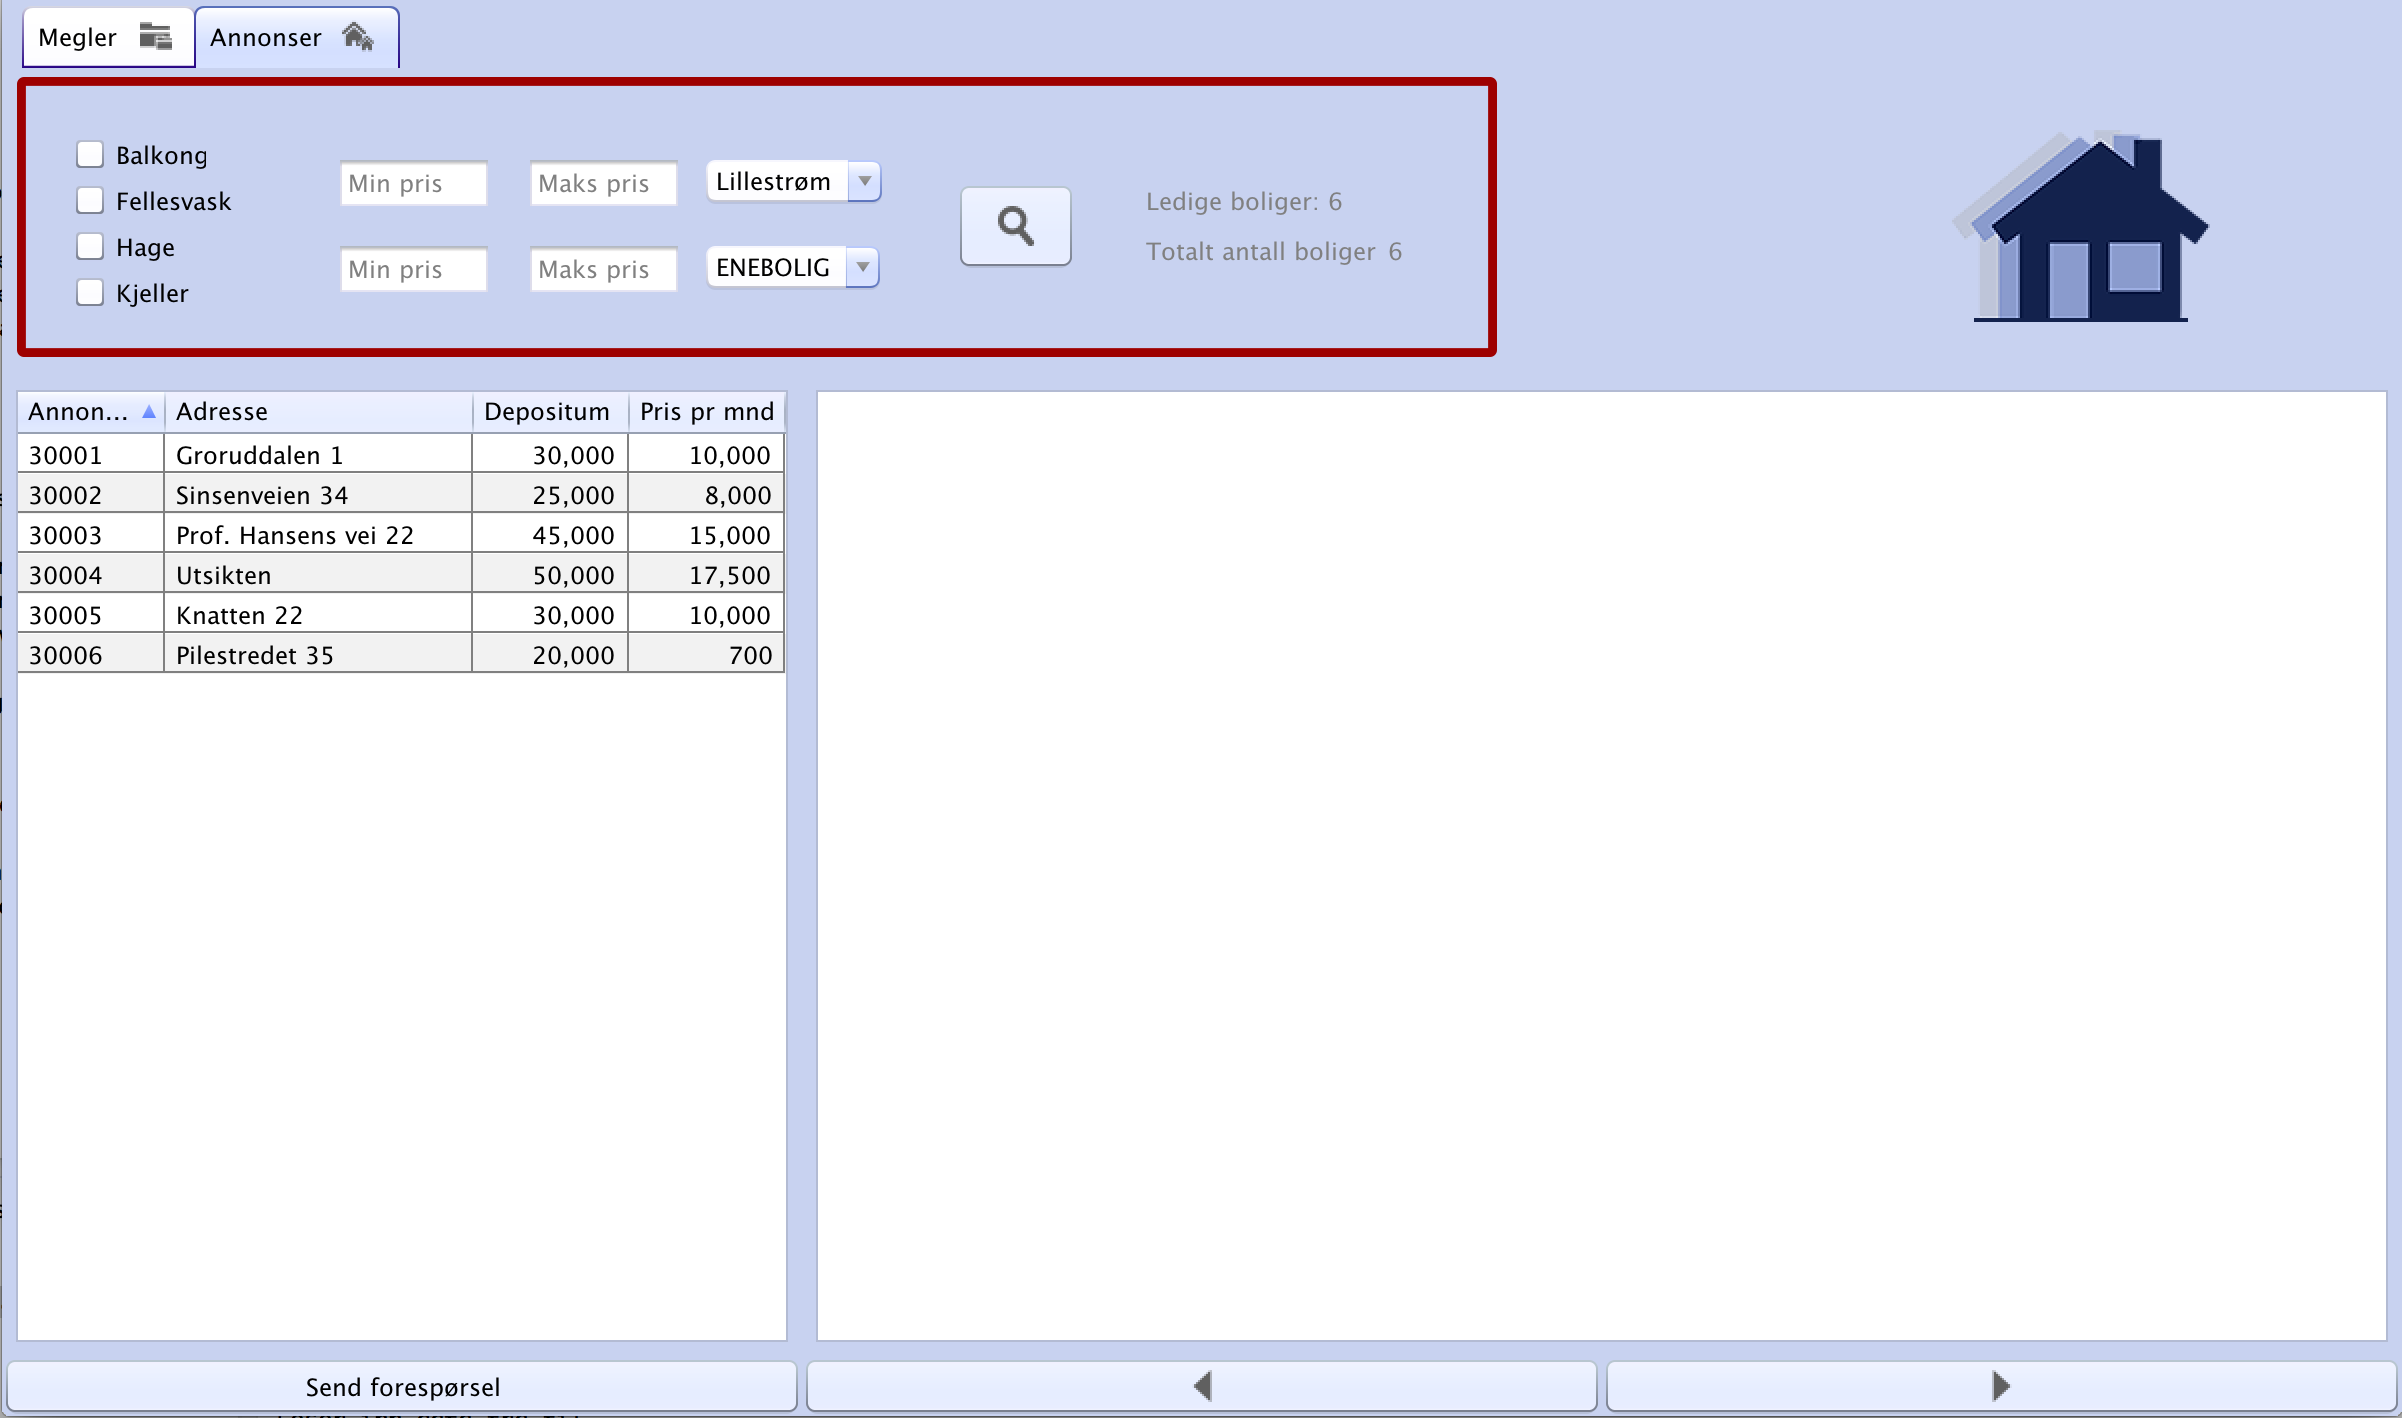 Megler Annonser
Balkong
Fellesvask
Hage
Kjeller
Min pris Maks pris Lillestrøm
Min pris Maks pris ENEBOLIG
Ledige boliger: 6
Totalt antall boliger 6
Annon... Adresse Depositum Pris pr mnd
30001 Groruddalen 1 30,000 10,000
30002 Sinsenveien 34 25,000 8,000
30003 Prof. Hansens vei 22 45,000 15,000
30004 Utsikten 50,000 17,500
30005 Knatten 22 30,000 10,000
30006 Pilestredet 35 20,000 700
Send forespørsel